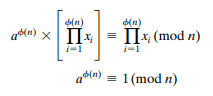 a^{ϕ(n)} × [∏_{i=1}^{ϕ(n)} x_i] ≡ ∏_{i=1}^{ϕ(n)} x_i (mod n)
a^{ϕ(n)} ≡ 1 (mod n)